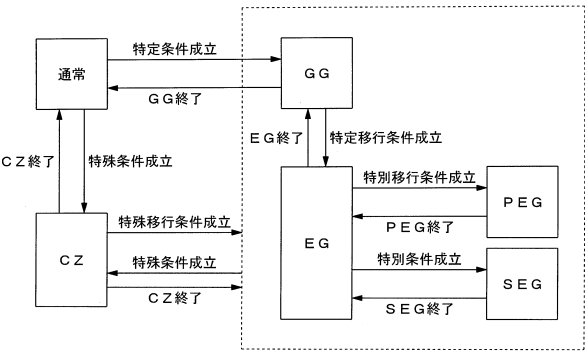 通常
特定条件成立
GG終了
GG
CZ終了
特殊条件成立
EG終了
特定移行条件成立
CZ
特殊移行条件成立
特殊条件成立
CZ終了
EG
特別移行条件成立
PEG終了
PEG
特別条件成立
SEG終了
SEG